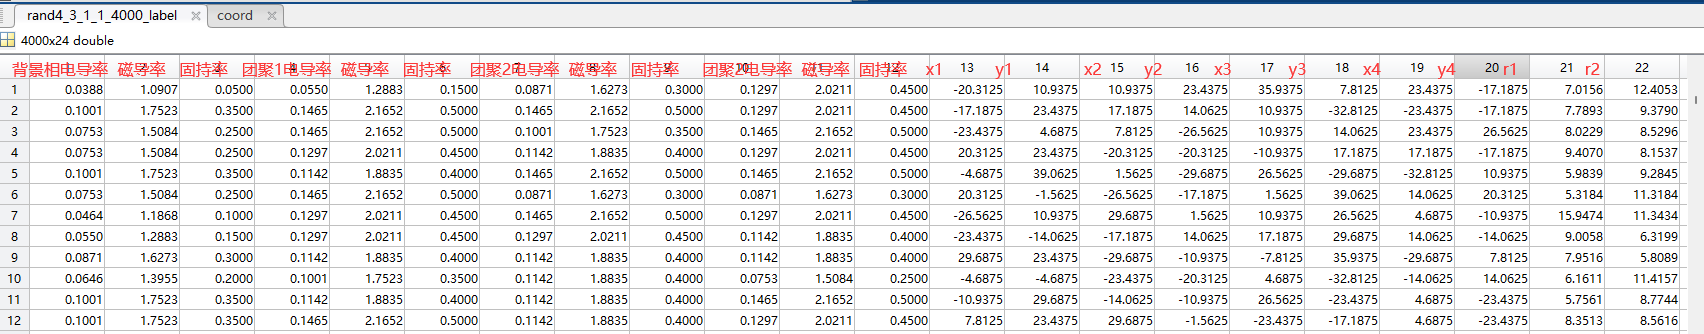 rand4_3_1_1_4000_label × coord ×
4000x24 double
背景相电导率 磁导率 固持率 团聚1电导率 磁导率 固持率 团聚2电导率 磁导率 固持率 团聚2电导率 磁导率 固持率 x1 13 y1 14 x2 15 y2 16 x3 17 y3 18 x4 19 y4 20 r1 21 r2 22
1 0.0388 1.0907 0.0500 0.0550 1.2883 0.1500 0.0871 1.6273 0.3000 0.1297 2.0211 0.4500 -20.3125 10.9375 10.9375 23.4375 35.9375 7.8125 23.4375 -17.1875 7.0156 12.4053
2 0.1001 1.7523 0.3500 0.1465 2.1652 0.5000 0.1465 2.1652 0.5000 0.1297 2.0211 0.4500 -17.1875 23.4375 17.1875 14.0625 10.9375 -32.8125 -23.4375 -17.1875 7.7893 9.3790
3 0.0753 1.5084 0.2500 0.1465 2.1652 0.5000 0.1001 1.7523 0.3500 0.1465 2.1652 0.5000 -23.4375 4.6875 7.8125 -26.5625 10.9375 14.0625 23.4375 26.5625 8.0229 8.5296
4 0.0753 1.5084 0.2500 0.1297 2.0211 0.4500 0.1142 1.8835 0.4000 0.1297 2.0211 0.4500 20.3125 23.4375 -20.3125 -20.3125 -10.9375 17.1875 17.1875 -17.1875 9.4070 8.1537
5 0.1001 1.7523 0.3500 0.1142 1.8835 0.4000 0.1465 2.1652 0.5000 0.1465 2.1652 0.5000 -4.6875 39.0625 1.5625 -29.6875 26.5625 -29.6875 -32.8125 10.9375 5.9839 9.2845
6 0.0753 1.5084 0.2500 0.1465 2.1652 0.5000 0.0871 1.6273 0.3000 0.0871 1.6273 0.3000 20.3125 -1.5625 -26.5625 -17.1875 1.5625 39.0625 14.0625 20.3125 5.3184 11.3184
7 0.0464 1.1868 0.1000 0.1297 2.0211 0.4500 0.1465 2.1652 0.5000 0.1297 2.0211 0.4500 -26.5625 10.9375 29.6875 1.5625 10.9375 26.5625 4.6875 -10.9375 15.9474 11.3434
8 0.0550 1.2883 0.1500 0.1297 2.0211 0.4500 0.1297 2.0211 0.4500 0.1142 1.8835 0.4000 -23.4375 -14.0625 -17.1875 14.0625 17.1875 29.6875 14.0625 -14.0625 9.0058 6.3199
9 0.0871 1.6273 0.3000 0.1142 1.8835 0.4000 0.1142 1.8835 0.4000 0.1142 1.8835 0.4000 29.6875 23.4375 -29.6875 -10.9375 -7.8125 35.9375 -29.6875 7.8125 7.9516 5.8089
10 0.0646 1.3955 0.2000 0.1001 1.7523 0.3500 0.1142 1.8835 0.4000 0.0753 1.5084 0.2500 -4.6875 -4.6875 -23.4375 -20.3125 4.6875 -32.8125 -14.0625 14.0625 6.1611 11.4157
11 0.1001 1.7523 0.3500 0.1142 1.8835 0.4000 0.1142 1.8835 0.4000 0.1465 2.1652 0.5000 -10.9375 29.6875 -14.0625 -10.9375 26.5625 -23.4375 4.6875 -23.4375 5.7561 8.7744
12 0.1001 1.7523 0.3500 0.1465 2.1652 0.5000 0.1142 1.8835 0.4000 0.1297 2.0211 0.4500 7.8125 23.4375 29.6875 -1.5625 -23.4375 -17.1875 4.6875 -23.4375 8.3513 8.5616